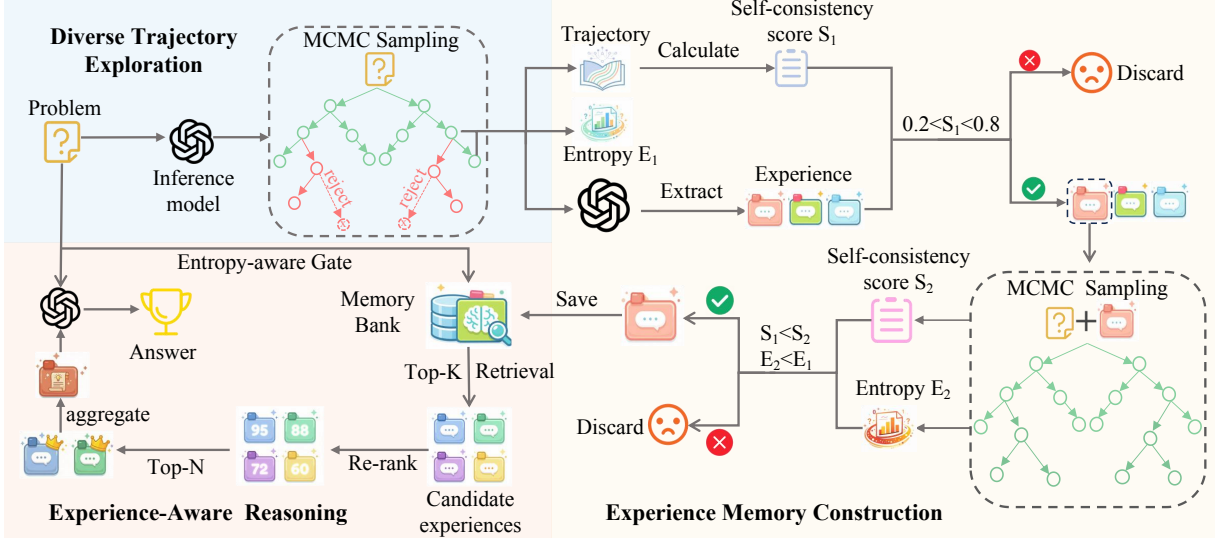 Diverse Trajectory
Exploration
MCMC Sampling
Problem
Inference
model
reject
reject
Trajectory
Calculate
Self-consistency
score S₁
Entropy E₁
Extract
Experience
0.2<S₁<0.8
Discard
Entropy-aware Gate
Memory
Bank
Save
Answer
Top-K Retrieval
aggregate
95
88
72
60
Top-N
Re-rank
Candidate
experiences
Experience-Aware Reasoning
Self-consistency
score S₂
S₁<S₂
E₂<E₁
Entropy E₂
Discard
MCMC Sampling
Experience Memory Construction